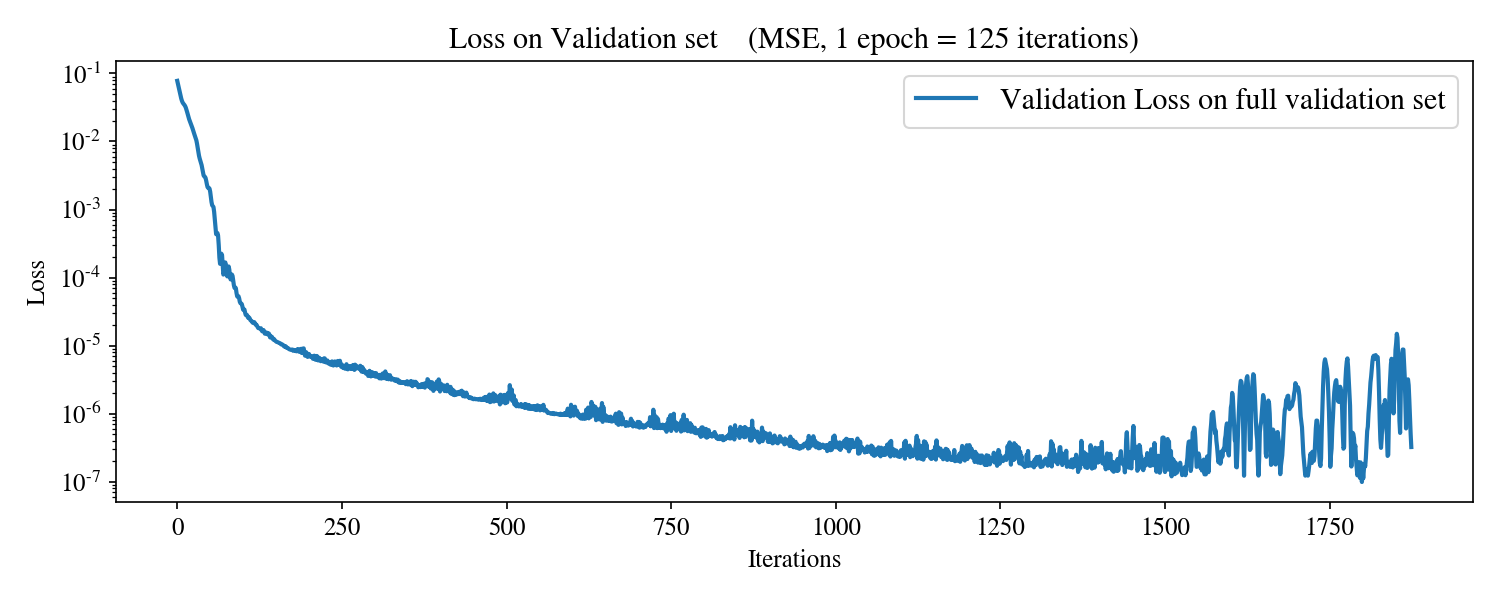 Loss on Validation set    (MSE, 1 epoch = 125 iterations)
Validation Loss on full validation set
Loss
10⁻¹
10⁻²
10⁻³
10⁻⁴
10⁻⁵
10⁻⁶
10⁻⁷
0 250 500 750 1000 1250 1500 1750
Iterations